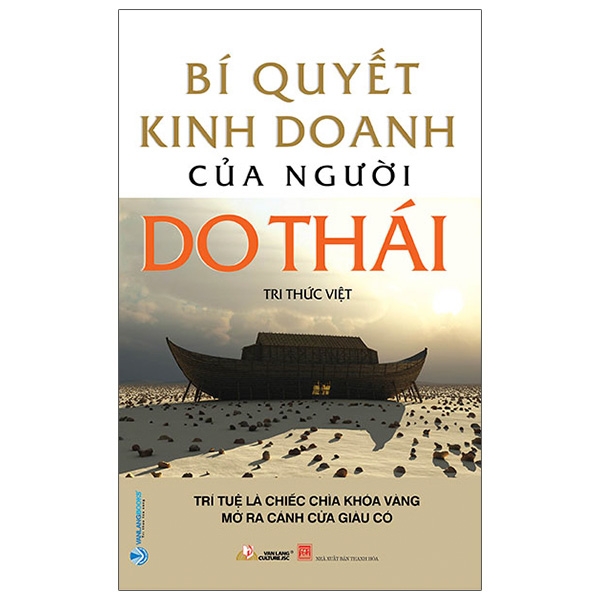 BÍ QUYẾT
KINH DOANH
CỦA NGƯỜI
DO THÁI
TRI THỨC VIỆT
TRÍ TUỆ LÀ CHIẾC CHÌA KHÓA VÀNG
MỞ RA CÁNH CỬA GIÀU CÓ
VANLANGBOOKS
VAN LANG
CULTURE.JSC
NHÀ XUẤT BẢN THANH HÓA